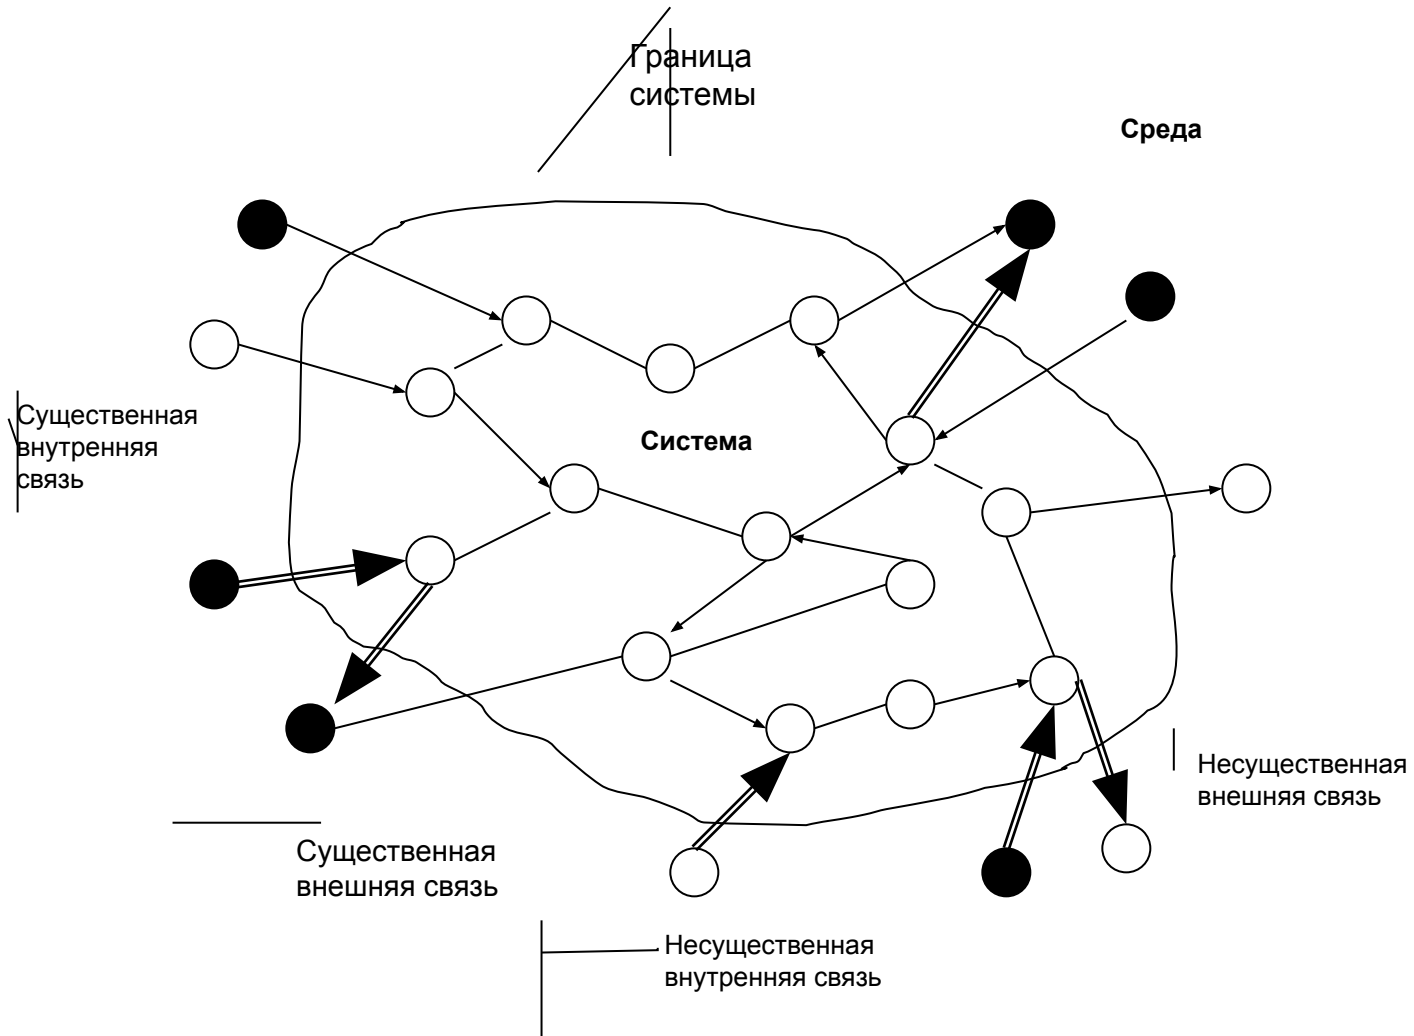 Граница
системы
Среда
Существенная
внутренняя
связь
Система
Несущественная
внешняя связь
Существенная
внешняя связь
Несущественная
внутренняя связь